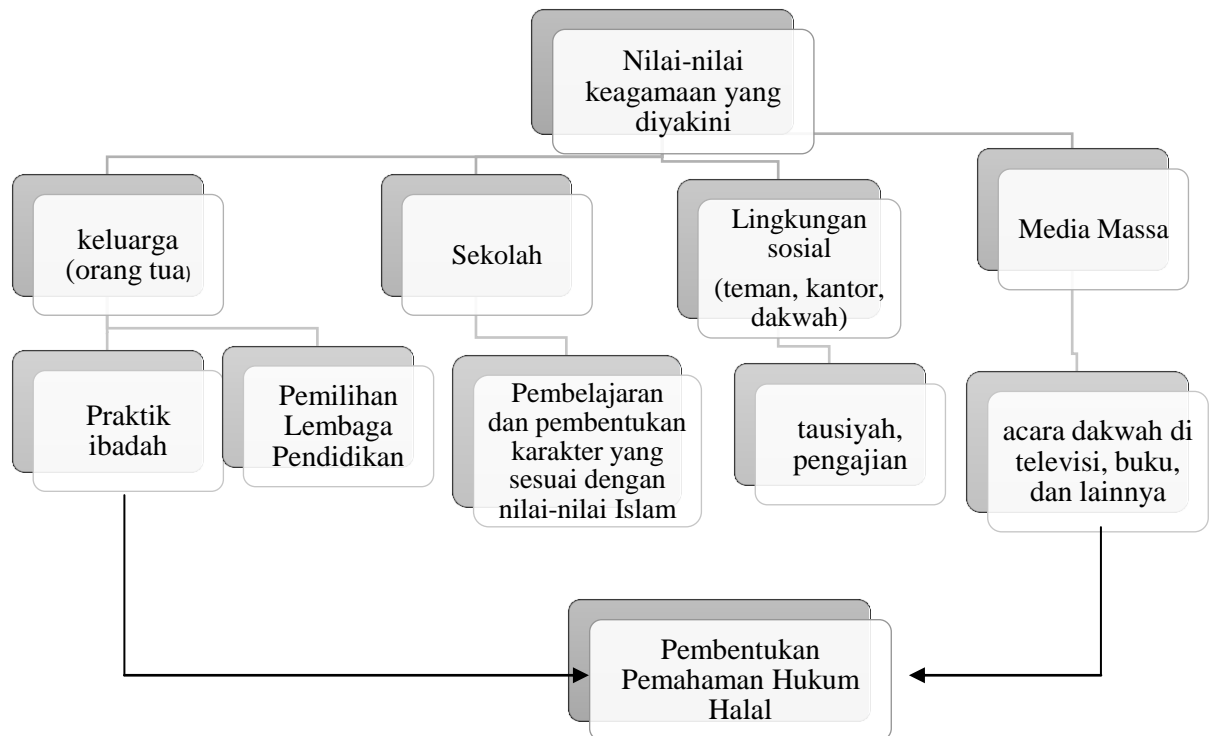 Nilai-nilai
keagamaan yang
diyakini
keluarga
(orang tua)
Sekolah
Lingkungan
sosial
(teman, kantor,
dakwah)
Media Massa
Praktik
ibadah
Pemilihan
Lembaga
Pendidikan
Pembelajaran
dan pembentukan
karakter yang
sesuai dengan
nilai-nilai Islam
tausiyah,
pengajian
acara dakwah di
televisi, buku,
dan lainnya
Pembentukan
Pemahaman Hukum
Halal